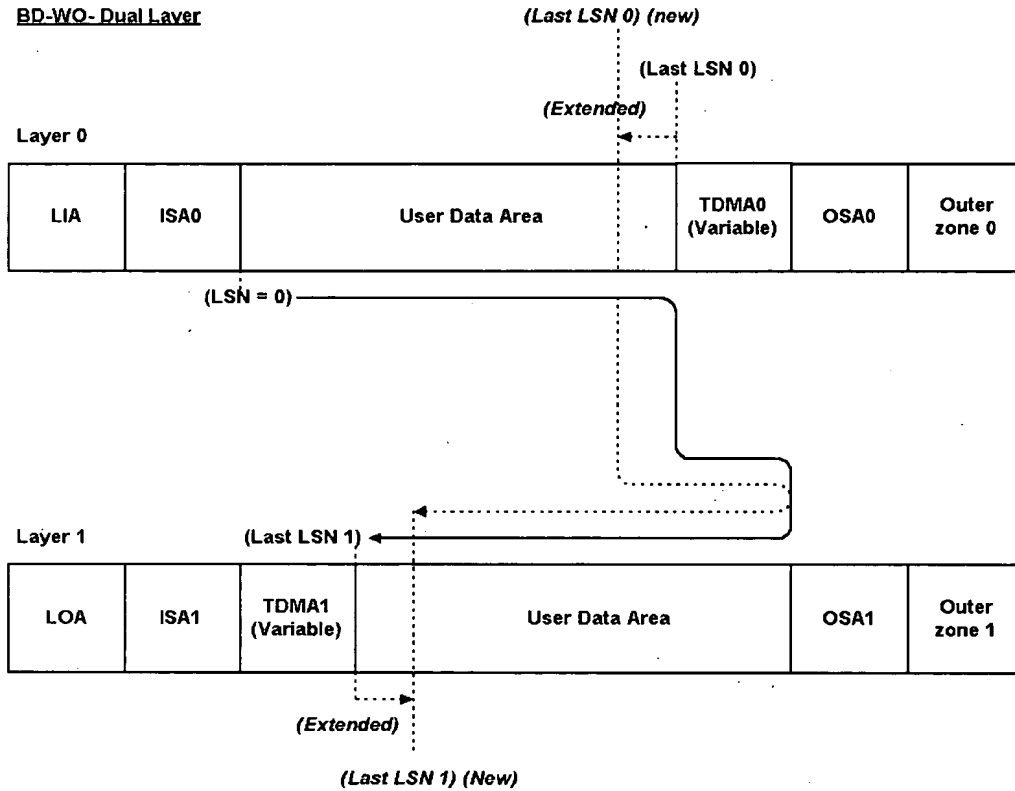 BD-WO- Dual Layer
(Last LSN 0) (new)
(Last LSN 0)
(Extended)
Layer 0
LIA
ISA0
User Data Area
TDMA0
(Variable)
OSA0
Outer
zone 0
(LSN = 0)
Layer 1
(Last LSN 1)
LOA
ISA1
TDMA1
(Variable)
User Data Area
OSA1
Outer
zone 1
(Extended)
(Last LSN 1) (New)